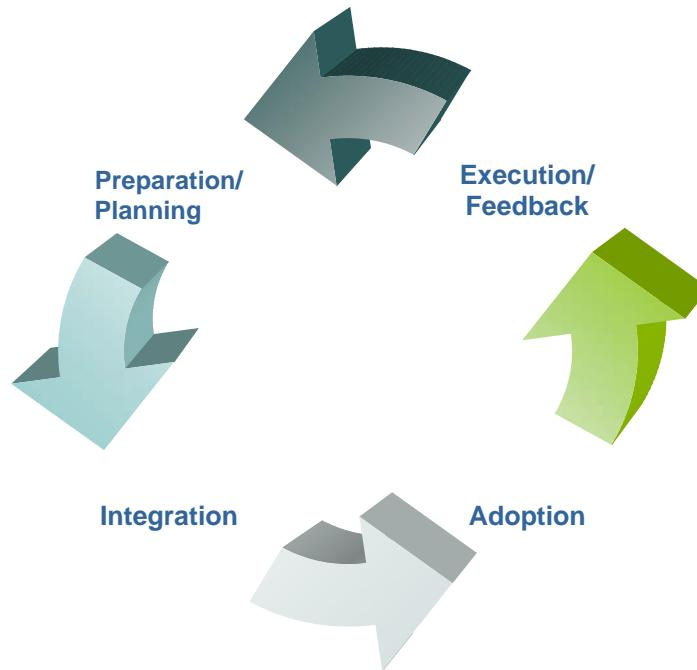 Preparation/
Planning
Execution/
Feedback
Integration
Adoption